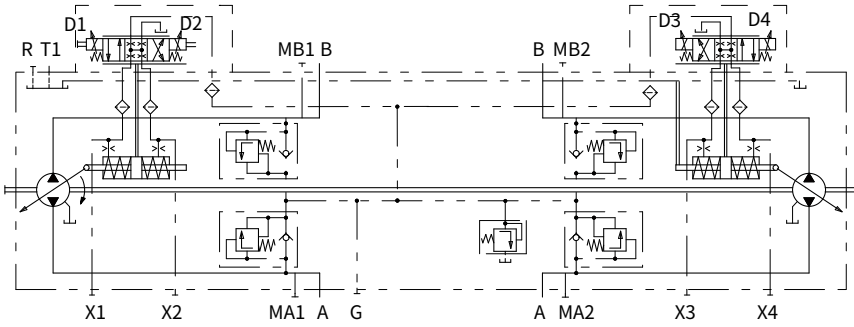 D1 D2 D3 D4
R T1 MB1 B B MB2
X1 X2 MA1 A G A MA2 X3 X4